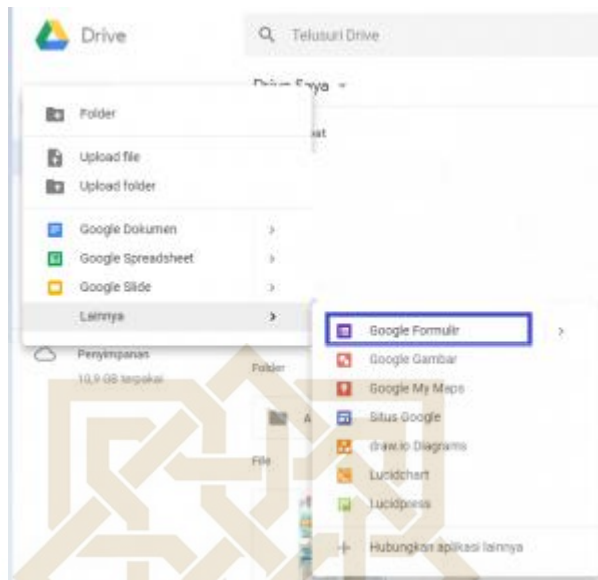 Drive
Telusuri Drive
Drive Saya
Folder
Upload file
Upload folder
Google Dokumen
Google Spreadsheet
Google Slide
Lainnya
Penyimpanan
10,9 GB terpakai
Folder
A
File
Google Formulir
Google Gambar
Google My Maps
Situs Google
draw.io Diagrams
Lucidchart
Lucidpress
Hubungkan aplikasi lainnya